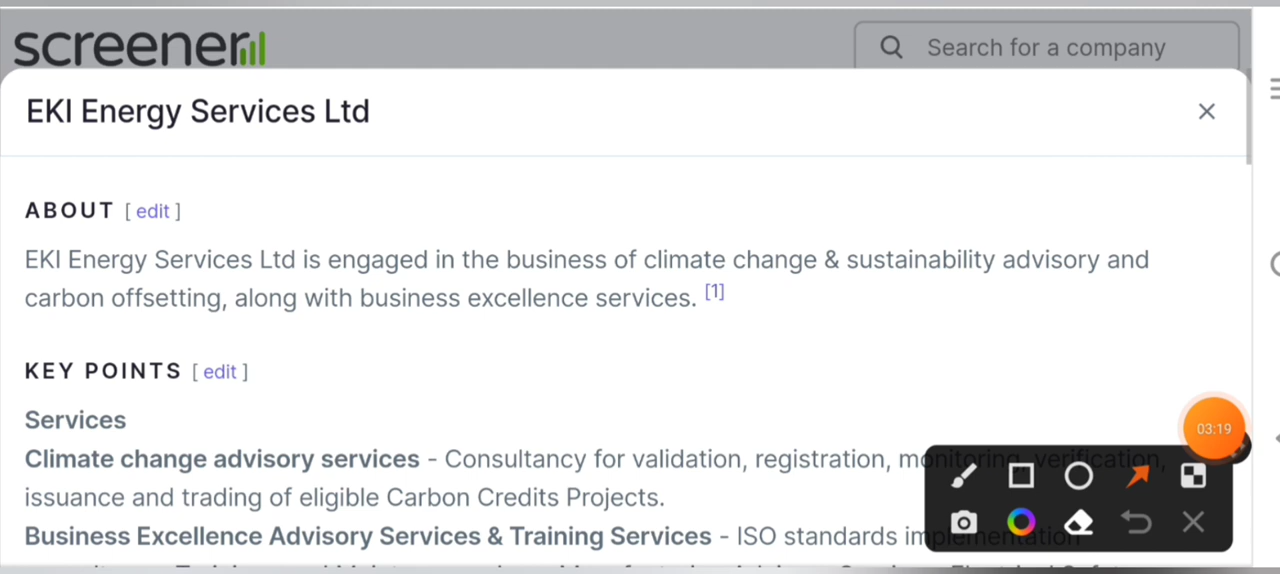 screener
Search for a company
EKI Energy Services Ltd
ABOUT [ edit ]
EKI Energy Services Ltd is engaged in the business of climate change & sustainability advisory and
carbon offsetting, along with business excellence services. [1]
KEY POINTS [ edit ]
Services
Climate change advisory services - Consultancy for validation, registration, monitoring, verification,
issuance and trading of eligible Carbon Credits Projects.
Business Excellence Advisory Services & Training Services - ISO standards implementation
03:19